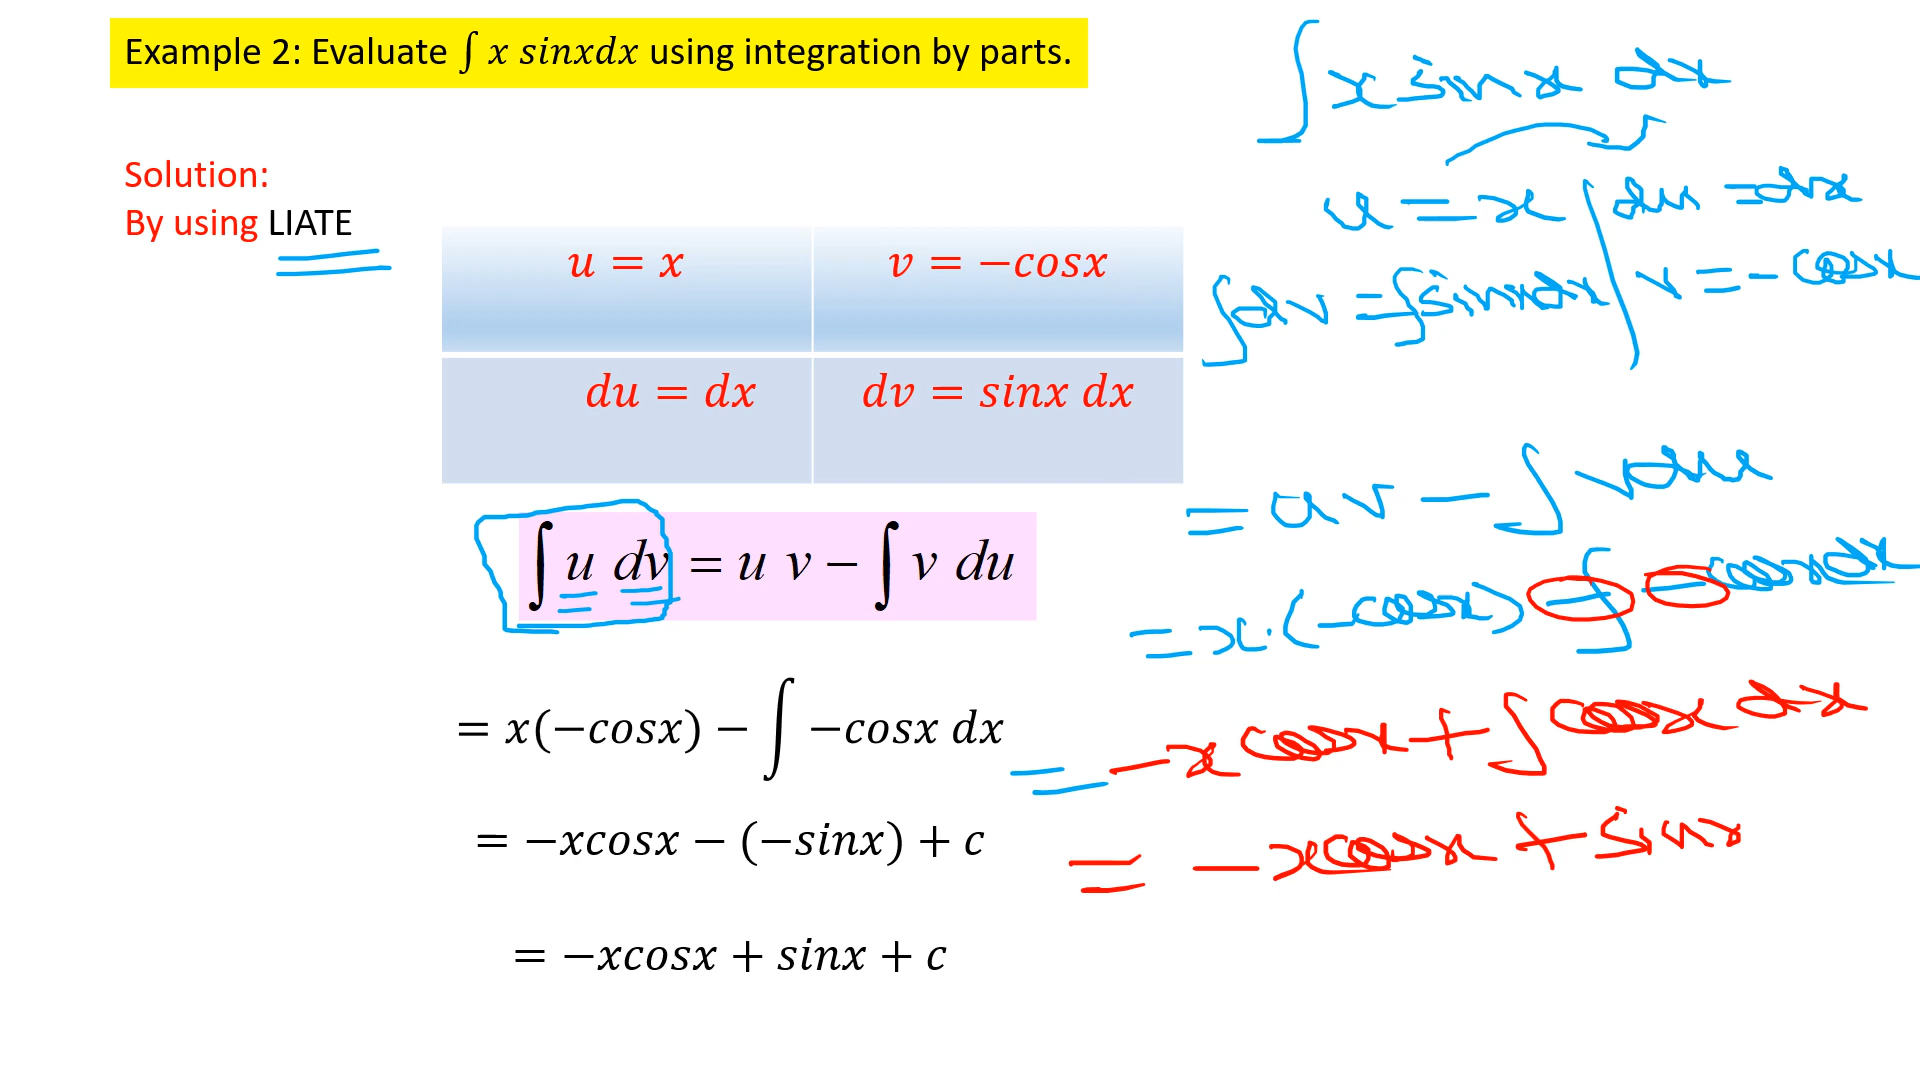 Example 2: Evaluate ∫ x sinxdx using integration by parts.
Solution:
By using LIATE
u = x
v = −cosx
du = dx
dv = sinx dx
∫ u dv = u v − ∫ v du
= x(−cosx) − ∫ −cosx dx
= −xcosx − (−sinx) + c
= −xcosx + sinx + c
∫ x sinx dx
u = x du = dx
∫dv = ∫sinxdx v = -cosx
= uv − ∫ vdu
= x.(-cosx) − ∫ -cosxdx
= -xcosx + ∫ cosx dx
= -xcosx + sinx